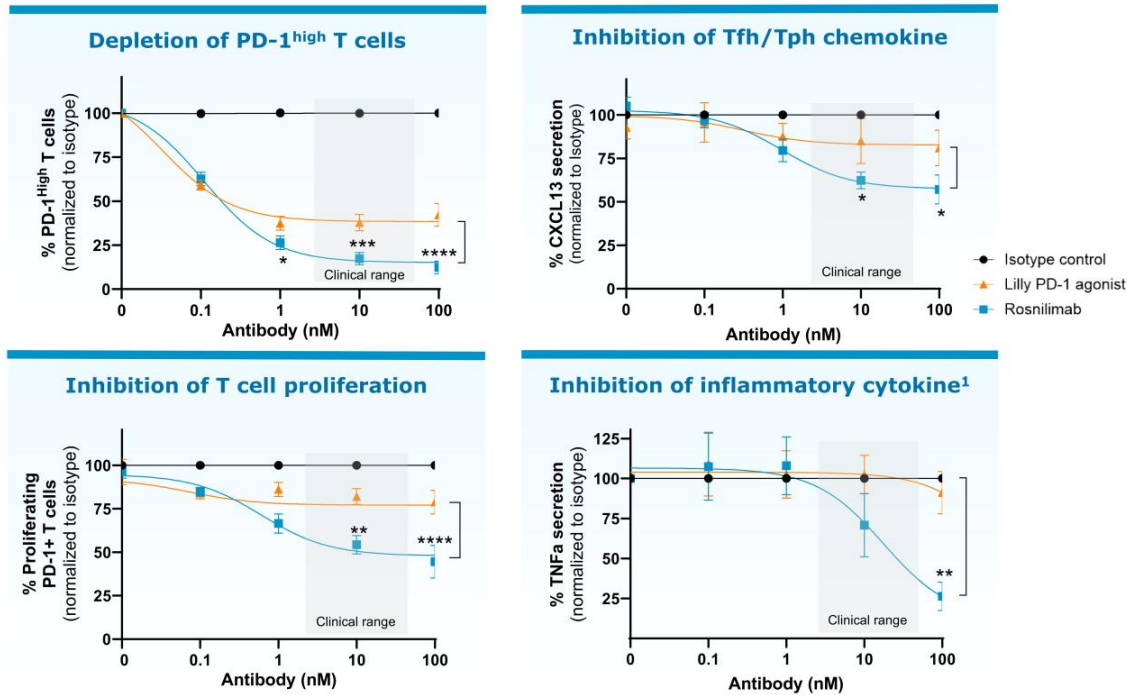 Depletion of PD-1high T cells
% PD-1High T cells
(normalized to isotype)
100
75
50
25
0
*
***
****
Clinical range
0
0.1
1
10
100
Antibody (nM)
Inhibition of Tfh/Tph chemokine
% CXCL13 secretion
(normalized to Isotype)
100
75
50
25
0
*
*
Clinical range
0
0.1
1
10
100
Antibody (nM)
Isotype control
Lilly PD-1 agonist
Rosnilimab
Inhibition of T cell proliferation
% Proliferating
PD-1+ T cells
(normalized to isotype)
100
75
50
25
0
**
****
Clinical range
0
0.1
1
10
100
Antibody (nM)
Inhibition of inflammatory cytokine1
% TNFa secretion
(normalized to isotype)
125
100
75
50
25
**
Clinical range
0
0.1
1
10
100
Antibody (nM)